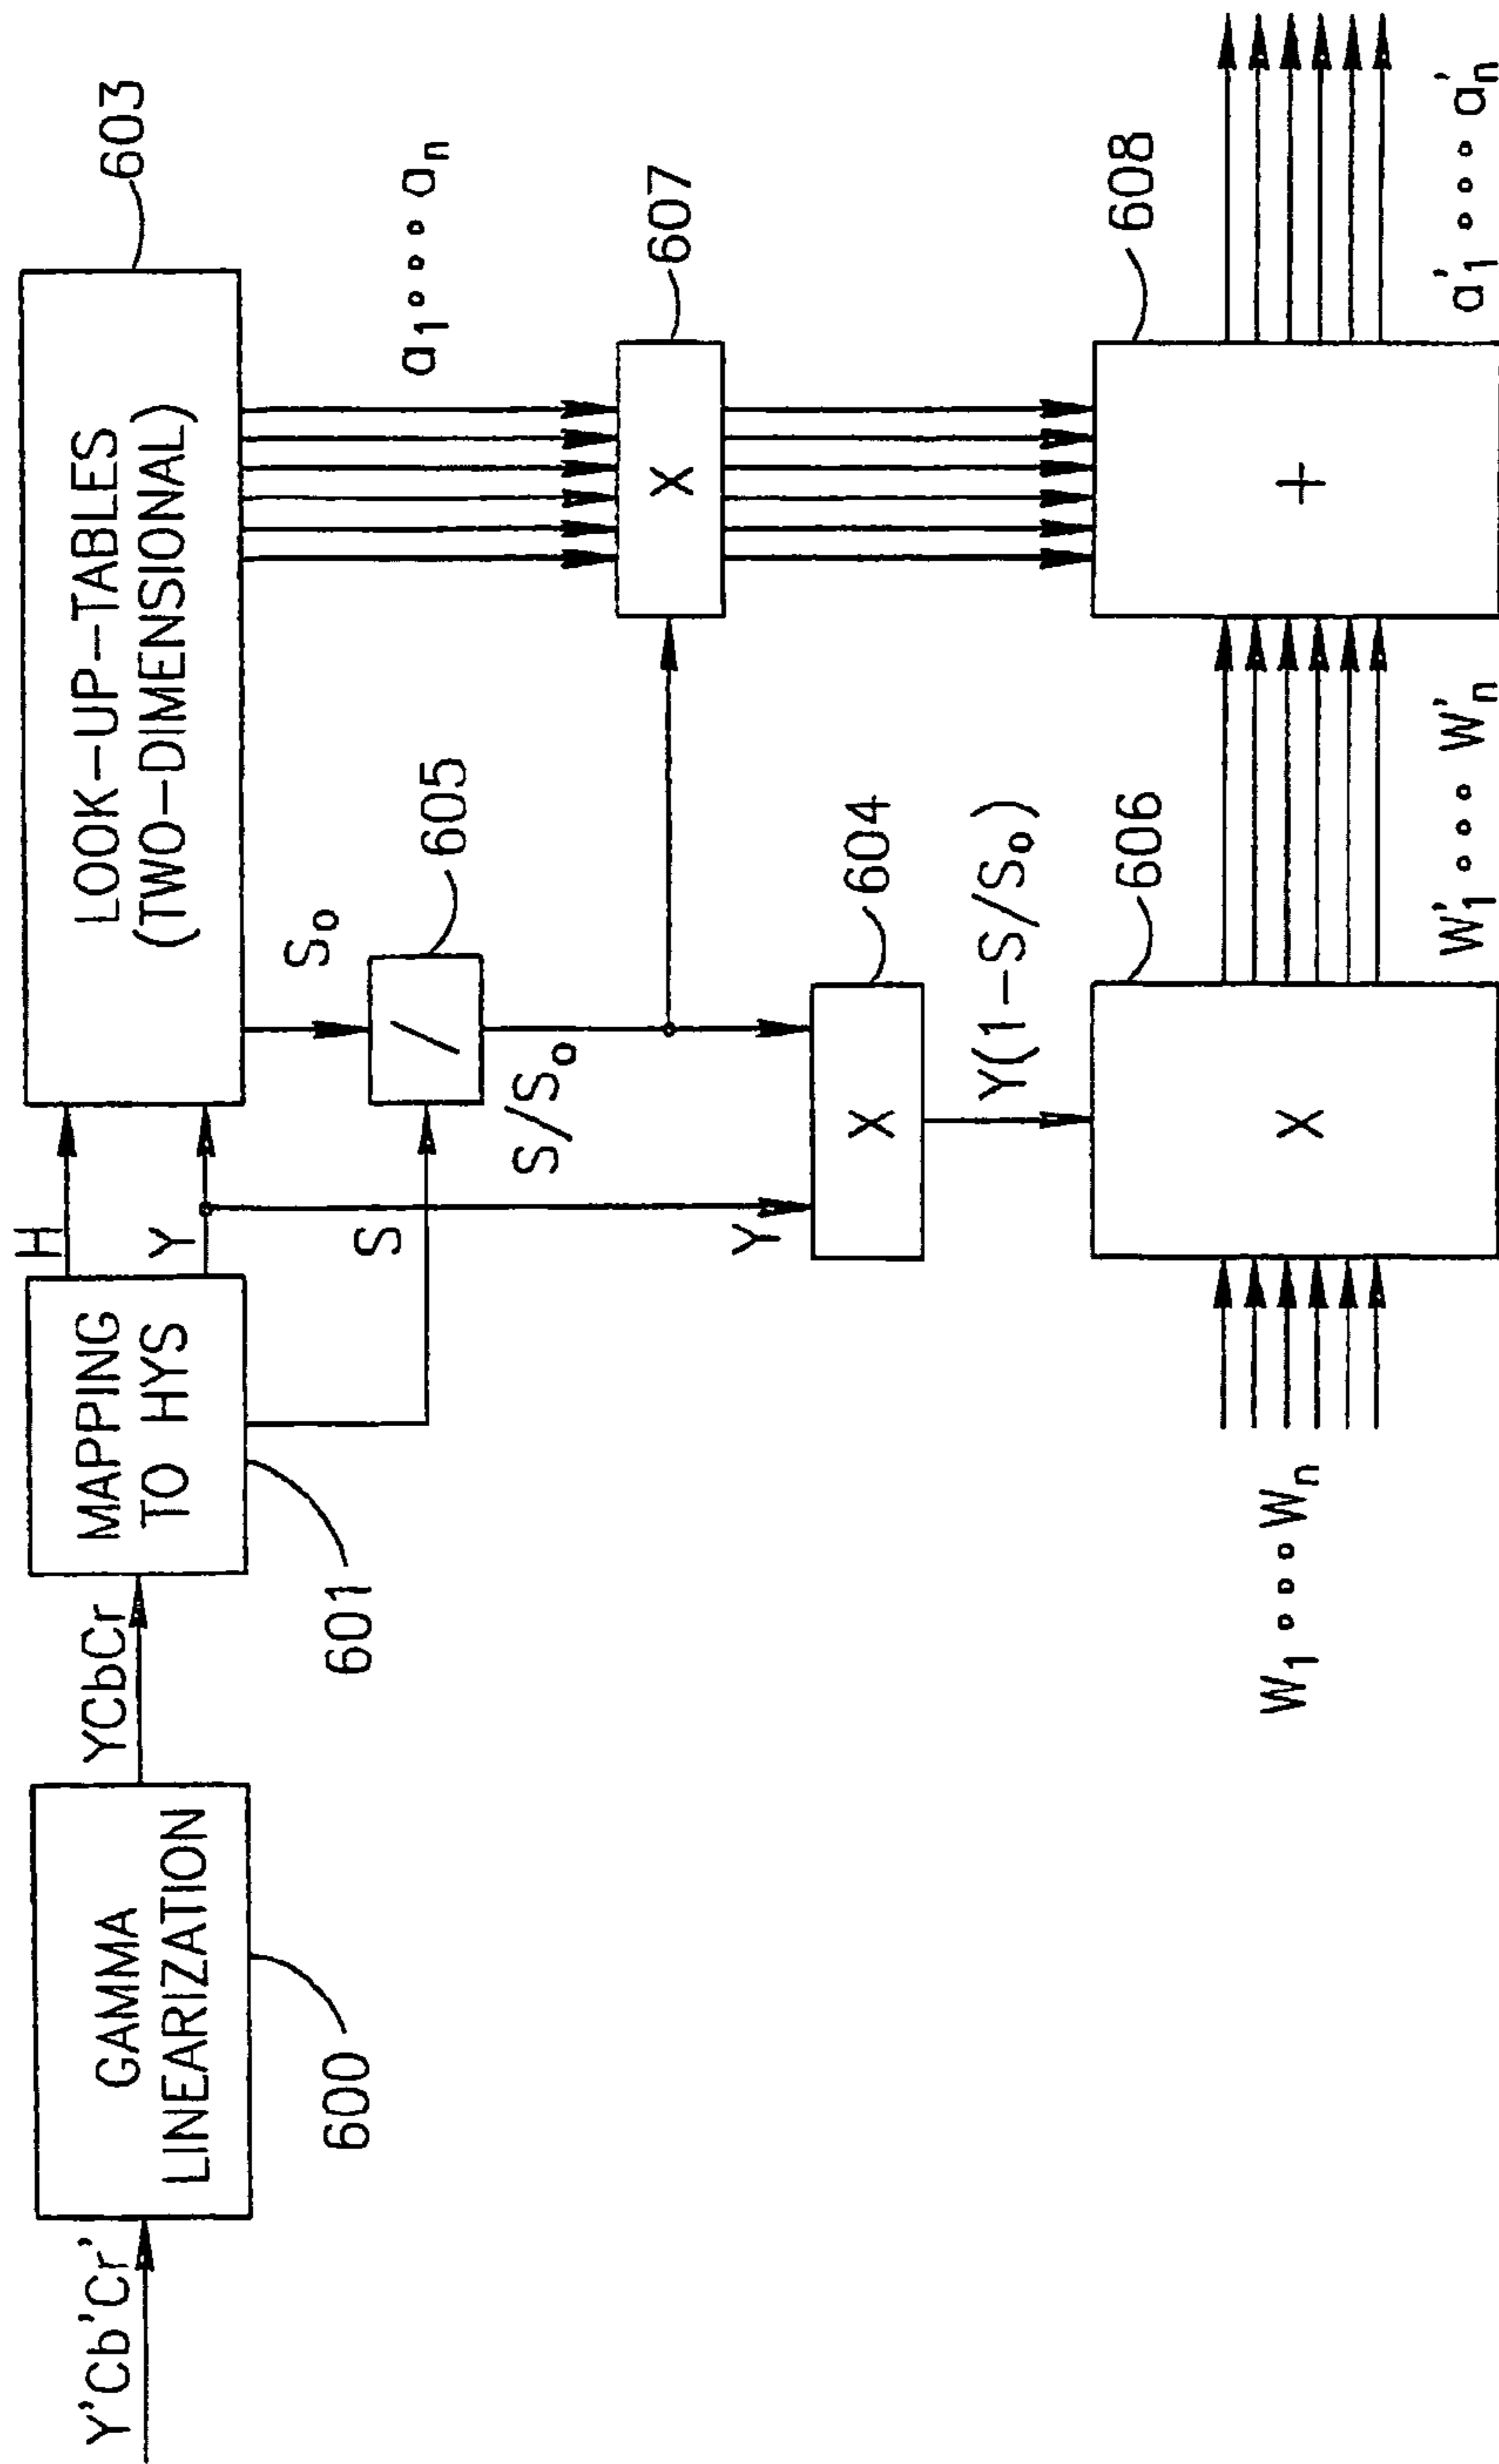 Y'Cb'Cr'
GAMMA
LINEARIZATION
600
YCbCr
MAPPING
TO HYS
601
H
Y
S
LOOK-UP-TABLES
(TWO-DIMENSIONAL)
603
S₀
/
605
S/S₀
a₁ ∘∘∘ aₙ
X
607
Y
X
604
Y(1-S/S₀)
W₁ ∘∘∘ Wₙ
X
606
W'₁ ∘∘∘ W'ₙ
+
608
a'₁ ∘∘∘ a'ₙ